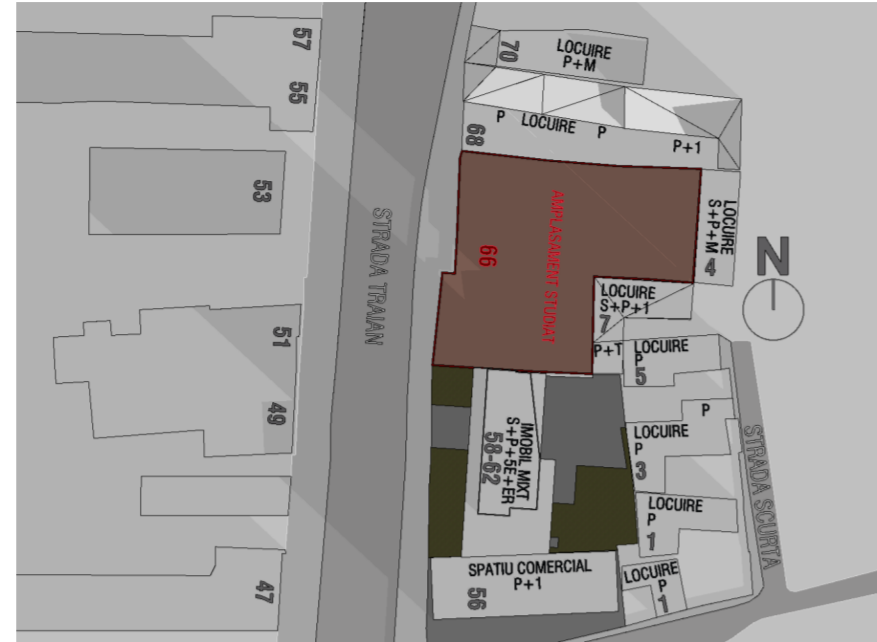 57
55
53
51
49
47
STRADA TRAIAN
70
LOCUIRE
P+M
68
P LOCUIRE P
P+1
AMPLASAMENT STUDIAT
66
LOCUIRE
S+P+M
4
N
LOCUIRE
S+P+1
7
P+T
LOCUIRE
P
5
P
LOCUIRE
P
3
IMOBIL MIXT
S+P+5E+ER
58-62
LOCUIRE
P
1
STRADA SCURTA
SPATIU COMERCIAL
P+1
56
LOCUIRE
P
1